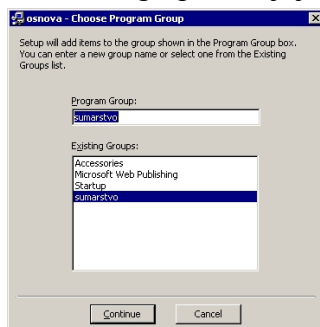 osnova - Choose Program Group
Setup will add items to the group shown in the Program Group box.
You can enter a new group name or select one from the Existing
Groups list.
Program Group:
sumarstvo
Existing Groups:
Accessories
Microsoft Web Publishing
Startup
sumarstvo
Continue
Cancel